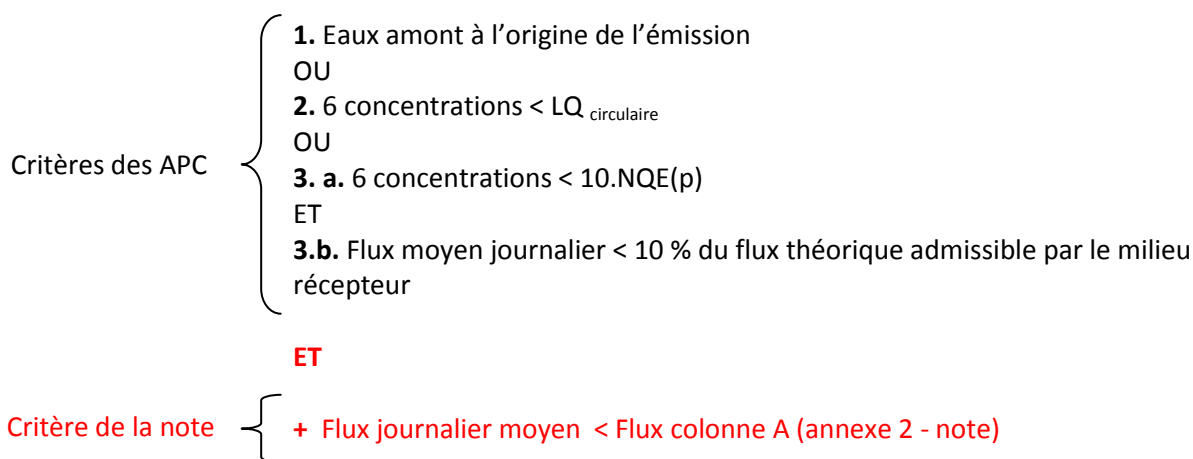 1. Eaux amont à l’origine de l’émission
OU
2. 6 concentrations < LQ circulaire
OU
Critères des APC
3. a. 6 concentrations < 10.NQE(p)
ET
3.b. Flux moyen journalier < 10 % du flux théorique admissible par le milieu
récepteur
ET
Critère de la note
+ Flux journalier moyen < Flux colonne A (annexe 2 - note)